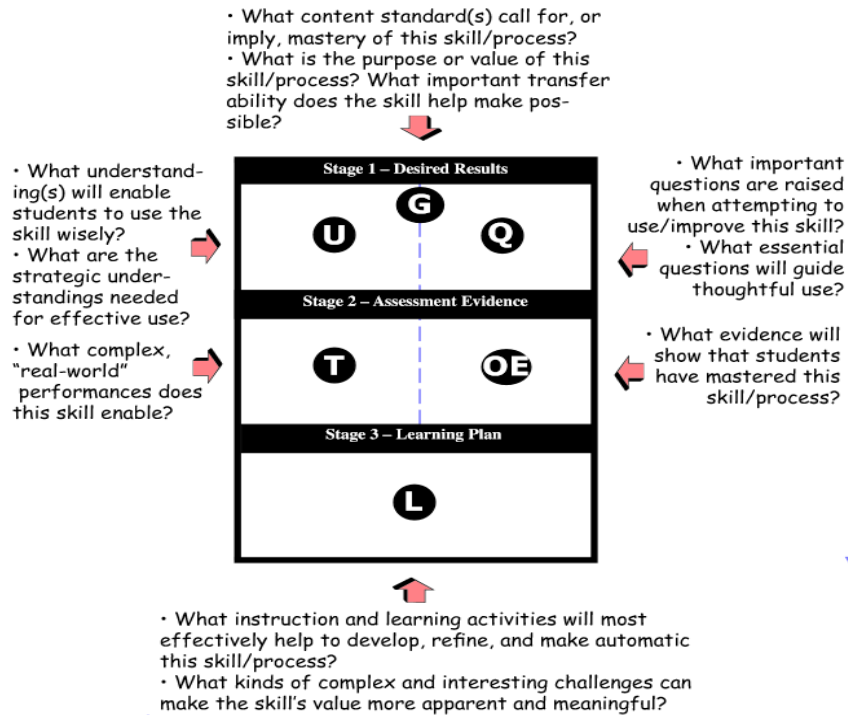 · What content standard(s) call for, or
imply, mastery of this skill/process?
· What is the purpose or value of this
skill/process? What important transfer
ability does the skill help make pos-
sible?
Stage 1 – Desired Results
G
U
Q
· What understand-
ing(s) will enable
students to use the
skill wisely?
· What are the
strategic under-
standings needed
for effective use?
· What important
questions are raised
when attempting to
use/improve this skill?
· What essential
questions will guide
thoughtful use?
Stage 2 – Assessment Evidence
T
OE
· What complex,
“real-world”
performances does
this skill enable?
· What evidence will
show that students
have mastered this
skill/process?
Stage 3 – Learning Plan
L
· What instruction and learning activities will most
effectively help to develop, refine, and make automatic
this skill/process?
· What kinds of complex and interesting challenges can
make the skill’s value more apparent and meaningful?